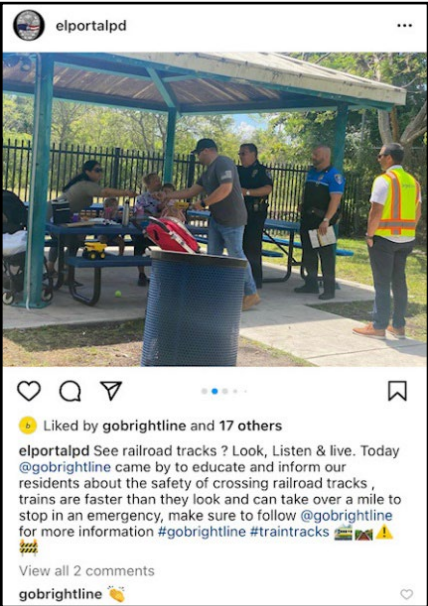 elportalpd
Liked by gobrightline and 17 others
elportalpd See railroad tracks ? Look, Listen & live. Today
@gobrightline came by to educate and inform our
residents about the safety of crossing railroad tracks ,
trains are faster than they look and can take over a mile to
stop in an emergency, make sure to follow @gobrightline
for more information #gobrightline #traintracks 🚈🛤️⚠️
🚧
View all 2 comments
gobrightline 👏